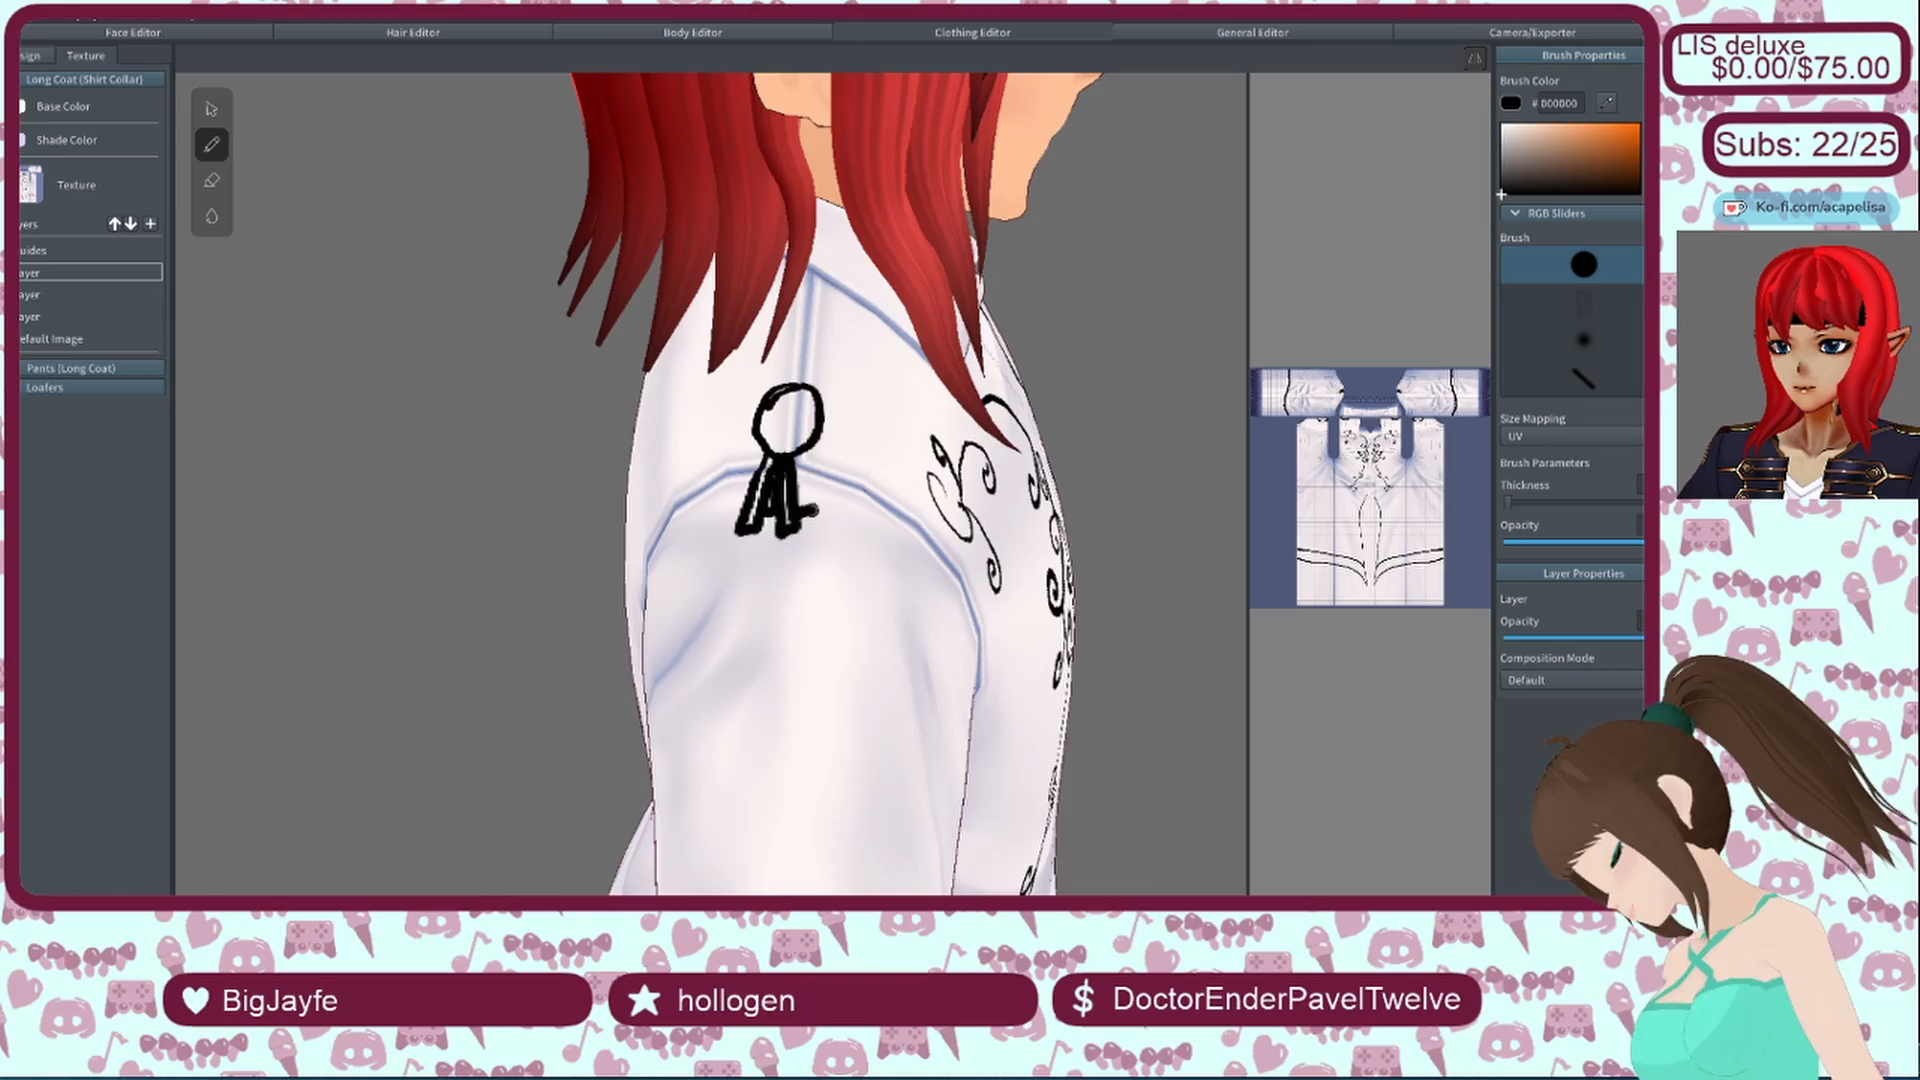 Face Editor
Hair Editor
Body Editor
Clothing Editor
General Editor
Camera/Exporter
sign
Texture
Long Coat (Shirt Collar)
Base Color
Shade Color
Texture
yers
uides
ayer
ayer
ayer
efault Image
Pants (Long Coat)
Loafers
Brush Properties
Brush Color
# 000000
RGB Sliders
Brush
Size Mapping
UV
Brush Parameters
Thickness
Opacity
Layer Properties
Layer
Opacity
Composition Mode
Default
LIS deluxe
$0.00/$75.00
Subs: 22/25
Ko-fi.com/acapelisa
BigJayfe
hollogen
$ DoctorEnderPavelTwelve